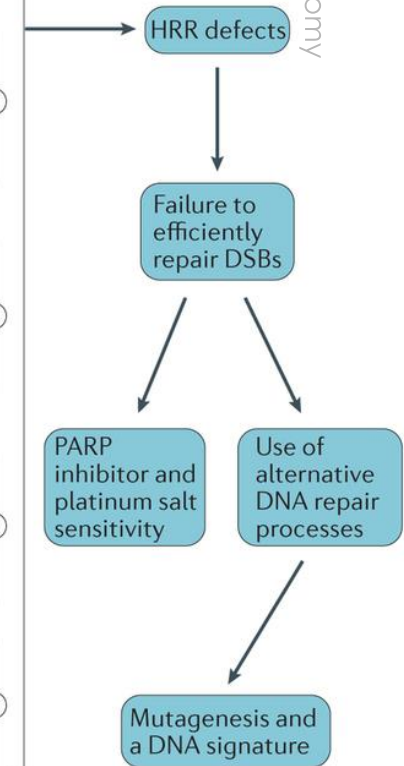 HRR defects
omy
Failure to
efficiently
repair DSBs
PARP
inhibitor and
platinum salt
sensitivity
Use of
alternative
DNA repair
processes
Mutagenesis and
a DNA signature